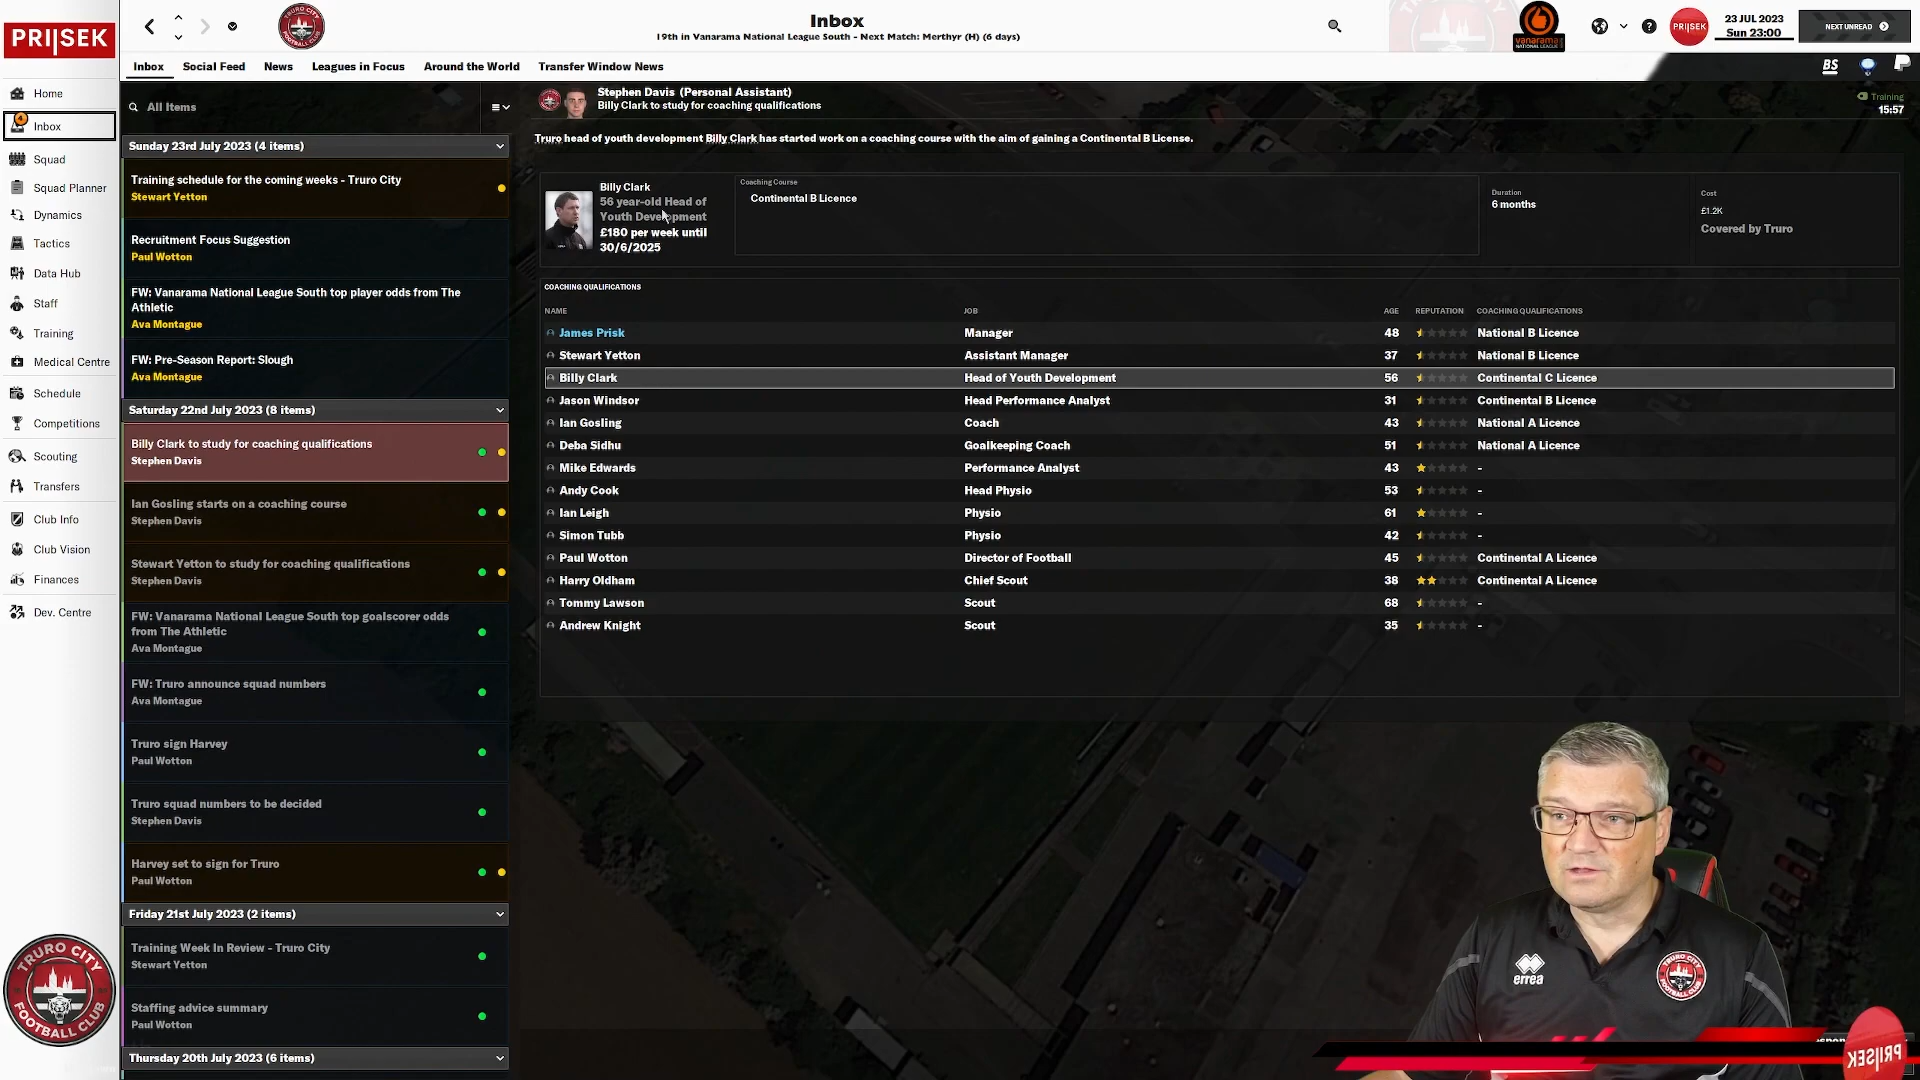 PRIISEK
Inbox
19th in Vanarama National League South - Next Match: Merthyr (H) (6 days)
vanarama
NATIONAL LEAGUE
PRIISEK
23 JUL 2023
Sun 23:00
NEXT UNREAD
Inbox
Social Feed
News
Leagues in Focus
Around the World
Transfer Window News
BS
Home
4
Inbox
Squad
Squad Planner
Dynamics
Tactics
Data Hub
Staff
Training
Medical Centre
Schedule
Competitions
Scouting
Transfers
Club Info
Club Vision
Finances
Dev. Centre
TRURO CITY
FOOTBALL CLUB
All Items
Sunday 23rd July 2023 (4 items)
Training schedule for the coming weeks - Truro City
Stewart Yetton
Recruitment Focus Suggestion
Paul Wotton
FW: Vanarama National League South top player odds from The
Athletic
Ava Montague
FW: Pre-Season Report: Slough
Ava Montague
Saturday 22nd July 2023 (8 items)
Billy Clark to study for coaching qualifications
Stephen Davis
Ian Gosling starts on a coaching course
Stephen Davis
Stewart Yetton to study for coaching qualifications
Stephen Davis
FW: Vanarama National League South top goalscorer odds
from The Athletic
Ava Montague
FW: Truro announce squad numbers
Ava Montague
Truro sign Harvey
Paul Wotton
Truro squad numbers to be decided
Stephen Davis
Harvey set to sign for Truro
Paul Wotton
Friday 21st July 2023 (2 items)
Training Week In Review - Truro City
Stewart Yetton
Staffing advice summary
Paul Wotton
Thursday 20th July 2023 (6 items)
Stephen Davis (Personal Assistant)
Billy Clark to study for coaching qualifications
Training
15:57
Truro head of youth development Billy Clark has started work on a coaching course with the aim of gaining a Continental B License.
Billy Clark
56 year-old Head of
Youth Development
£180 per week until
30/6/2025
Coaching Course
Continental B Licence
Duration
6 months
Cost
£1.2K
Covered by Truro
COACHING QUALIFICATIONS
NAME JOB AGE REPUTATION COACHING QUALIFICATIONS
James Prisk Manager 48 National B Licence
Stewart Yetton Assistant Manager 37 National B Licence
Billy Clark Head of Youth Development 56 Continental C Licence
Jason Windsor Head Performance Analyst 31 Continental B Licence
Ian Gosling Coach 43 National A Licence
Deba Sidhu Goalkeeping Coach 51 National A Licence
Mike Edwards Performance Analyst 43 -
Andy Cook Head Physio 53 -
Ian Leigh Physio 61 -
Simon Tubb Physio 42 -
Paul Wotton Director of Football 45 Continental A Licence
Harry Oldham Chief Scout 38 Continental A Licence
Tommy Lawson Scout 68 -
Andrew Knight Scout 35 -
errea
TRURO CITY
FOOTBALL CLUB
PRIISEK